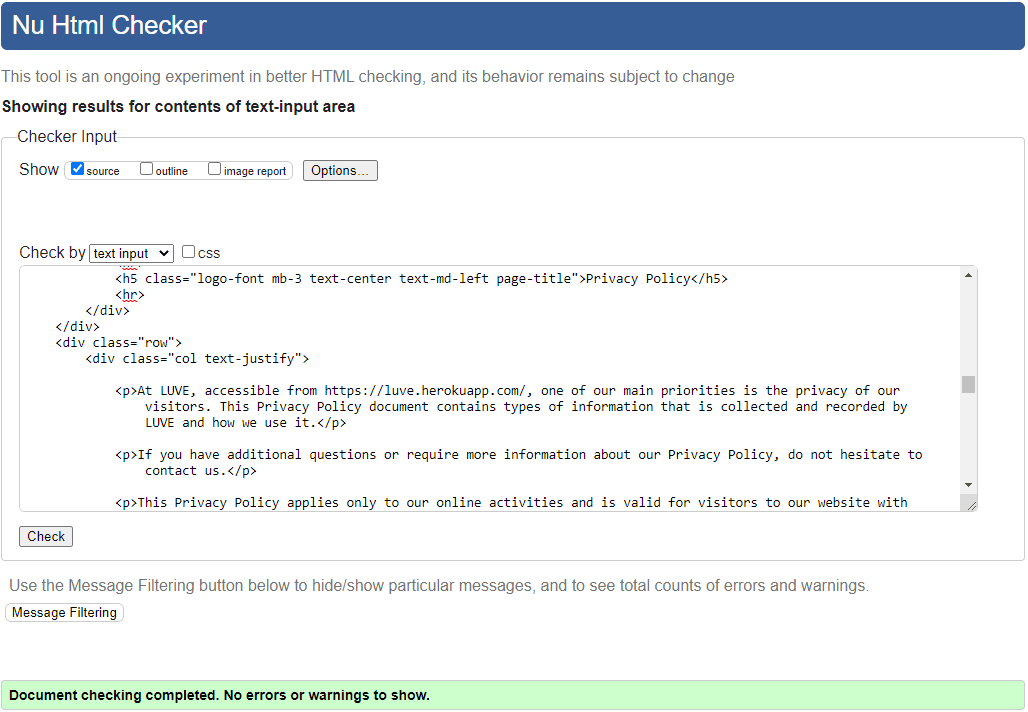 Nu Html Checker
This tool is an ongoing experiment in better HTML checking, and its behavior remains subject to change
Showing results for contents of text-input area
Checker Input
Show source outline image report Options...
Check by text input css
<h5 class="logo-font mb-3 text-center text-md-left page-title">Privacy Policy</h5>
<hr>
</div>
</div>
<div class="row">
<div class="col text-justify">
<p>At LUVE, accessible from https://luve.herokuapp.com/, one of our main priorities is the privacy of our
visitors. This Privacy Policy document contains types of information that is collected and recorded by
LUVE and how we use it.</p>
<p>If you have additional questions or require more information about our Privacy Policy, do not hesitate to
contact us.</p>
<p>This Privacy Policy applies only to our online activities and is valid for visitors to our website with
Check
Use the Message Filtering button below to hide/show particular messages, and to see total counts of errors and warnings.
Message Filtering
Document checking completed. No errors or warnings to show.